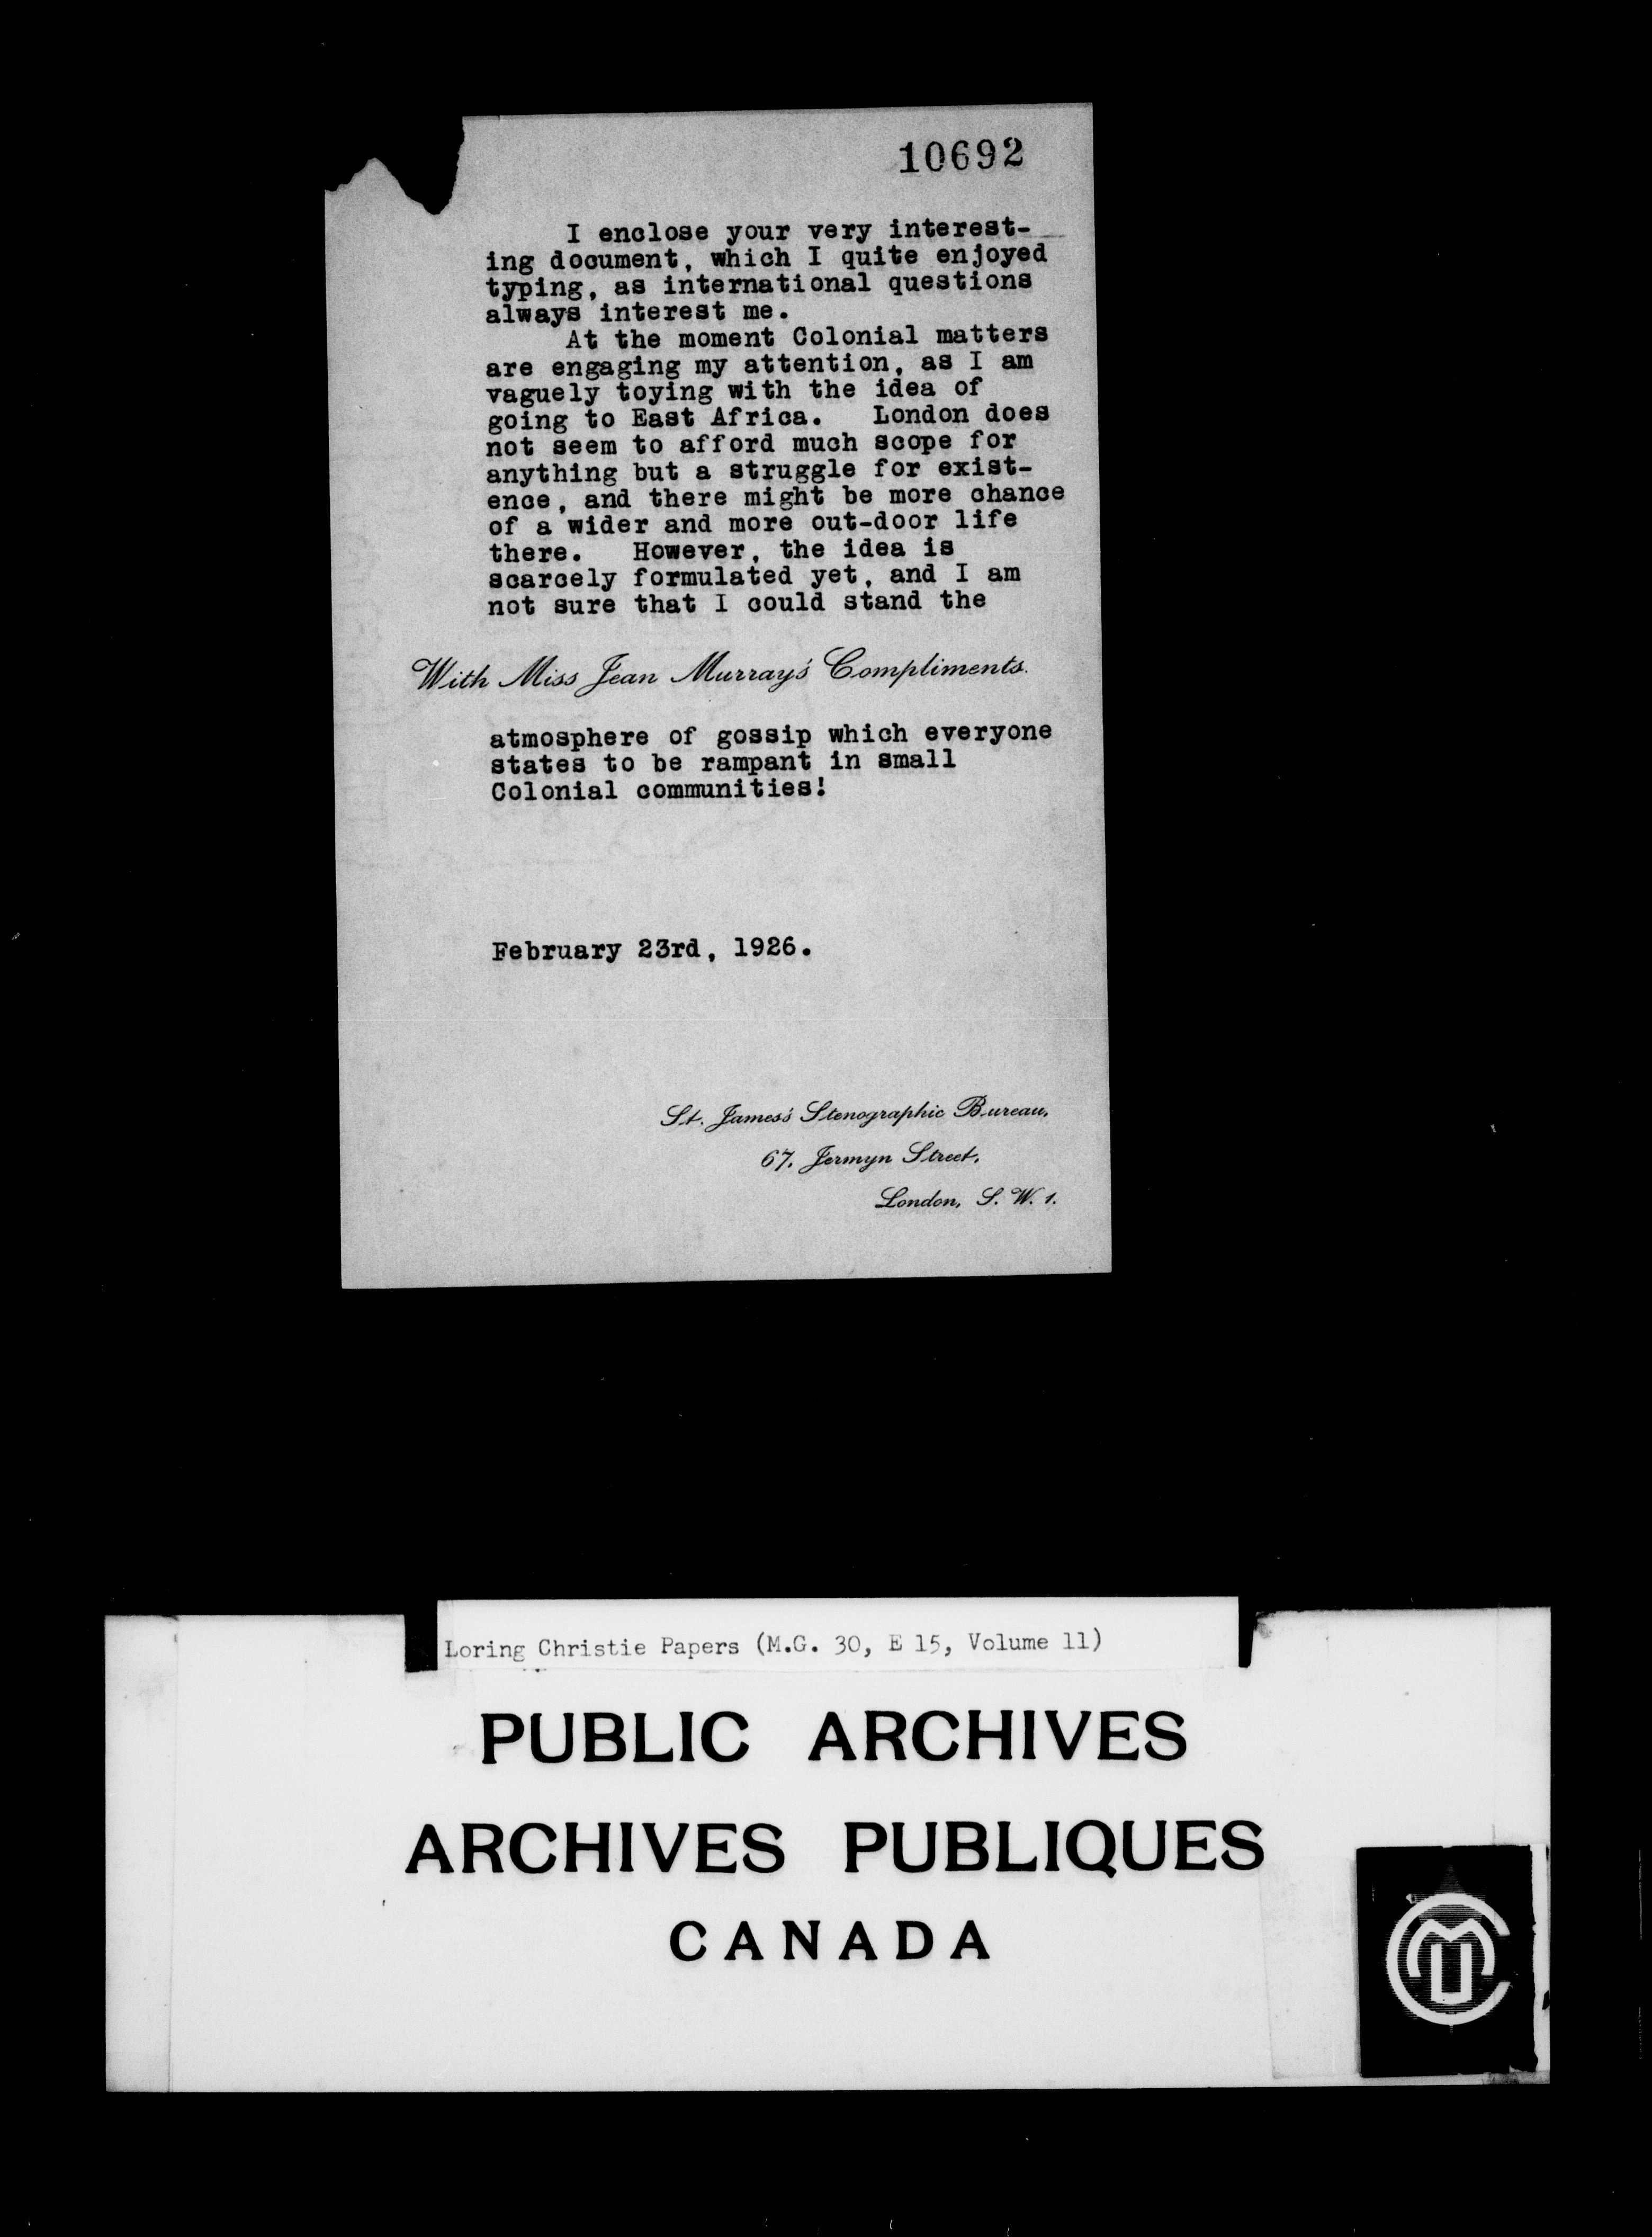 10692
I enclose your very interest-
ing document, which I quite enjoyed
typing, as international questions
always interest me.
At the moment Colonial matters
are engaging my attention, as I am
vaguely toying with the idea of
going to East Africa. London does
not seem to afford much scope for
anything but a struggle for exist-
ence, and there might be more chance
of a wider and more out-door life
there. However, the idea is
scarcely formulated yet, and I am
not sure that I could stand the
With Miss Jean Murray's Compliments.
atmosphere of gossip which everyone
states to be rampant in small
Colonial communities!
February 23rd, 1926.
St. James's Stenographic Bureau,
67, Jermyn Street,
London, S. W. 1.
Loring Christie Papers (M.G. 30, E 15, Volume 11)
PUBLIC ARCHIVES
ARCHIVES PUBLIQUES
CANADA